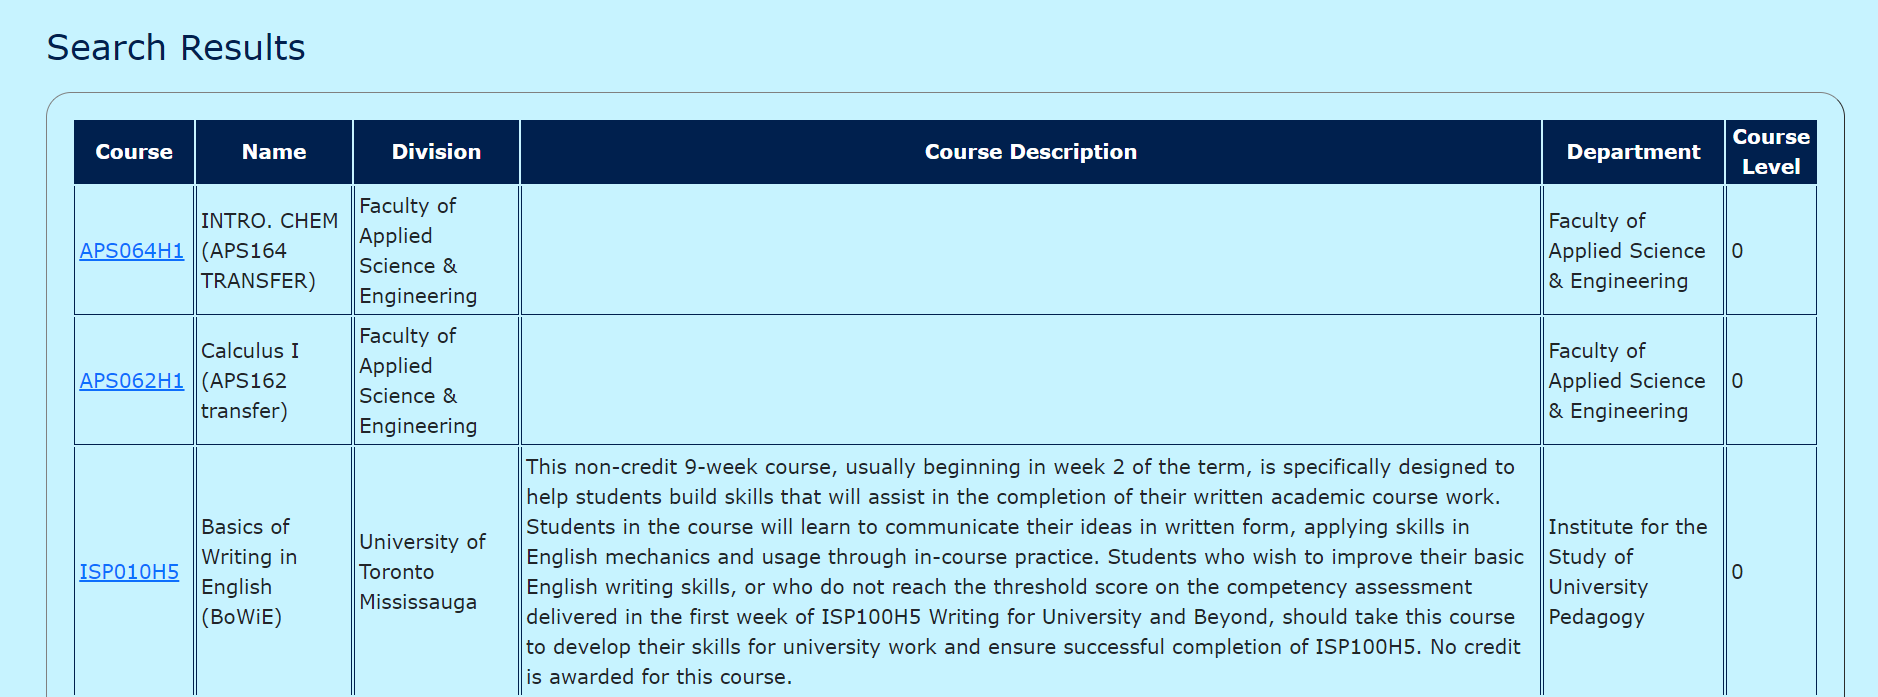 Search Results
Course
Name
Division
Course Description
Department
Course
Level
APS064H1
INTRO. CHEM
(APS164
TRANSFER)
Faculty of
Applied
Science &
Engineering
Faculty of
Applied Science
& Engineering
0
APS062H1
Calculus I
(APS162
transfer)
Faculty of
Applied
Science &
Engineering
Faculty of
Applied Science
& Engineering
0
ISP010H5
Basics of
Writing in
English
(BoWiE)
University of
Toronto
Mississauga
This non-credit 9-week course, usually beginning in week 2 of the term, is specifically designed to
help students build skills that will assist in the completion of their written academic course work.
Students in the course will learn to communicate their ideas in written form, applying skills in
English mechanics and usage through in-course practice. Students who wish to improve their basic
English writing skills, or who do not reach the threshold score on the competency assessment
delivered in the first week of ISP100H5 Writing for University and Beyond, should take this course
to develop their skills for university work and ensure successful completion of ISP100H5. No credit
is awarded for this course.
Institute for the
Study of
University
Pedagogy
0